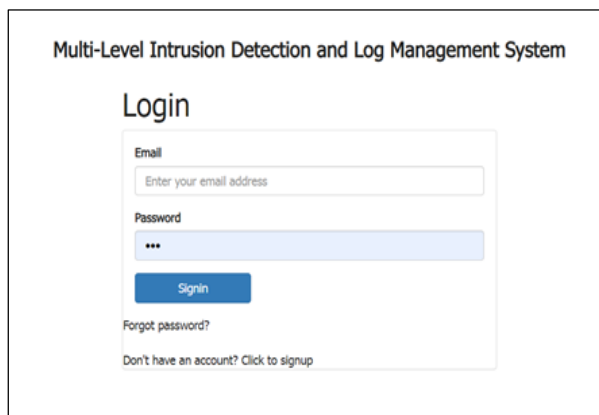 Multi-Level Intrusion Detection and Log Management System
Login
Email
Enter your email address
Password
•••
Signin
Forgot password?
Don't have an account? Click to signup